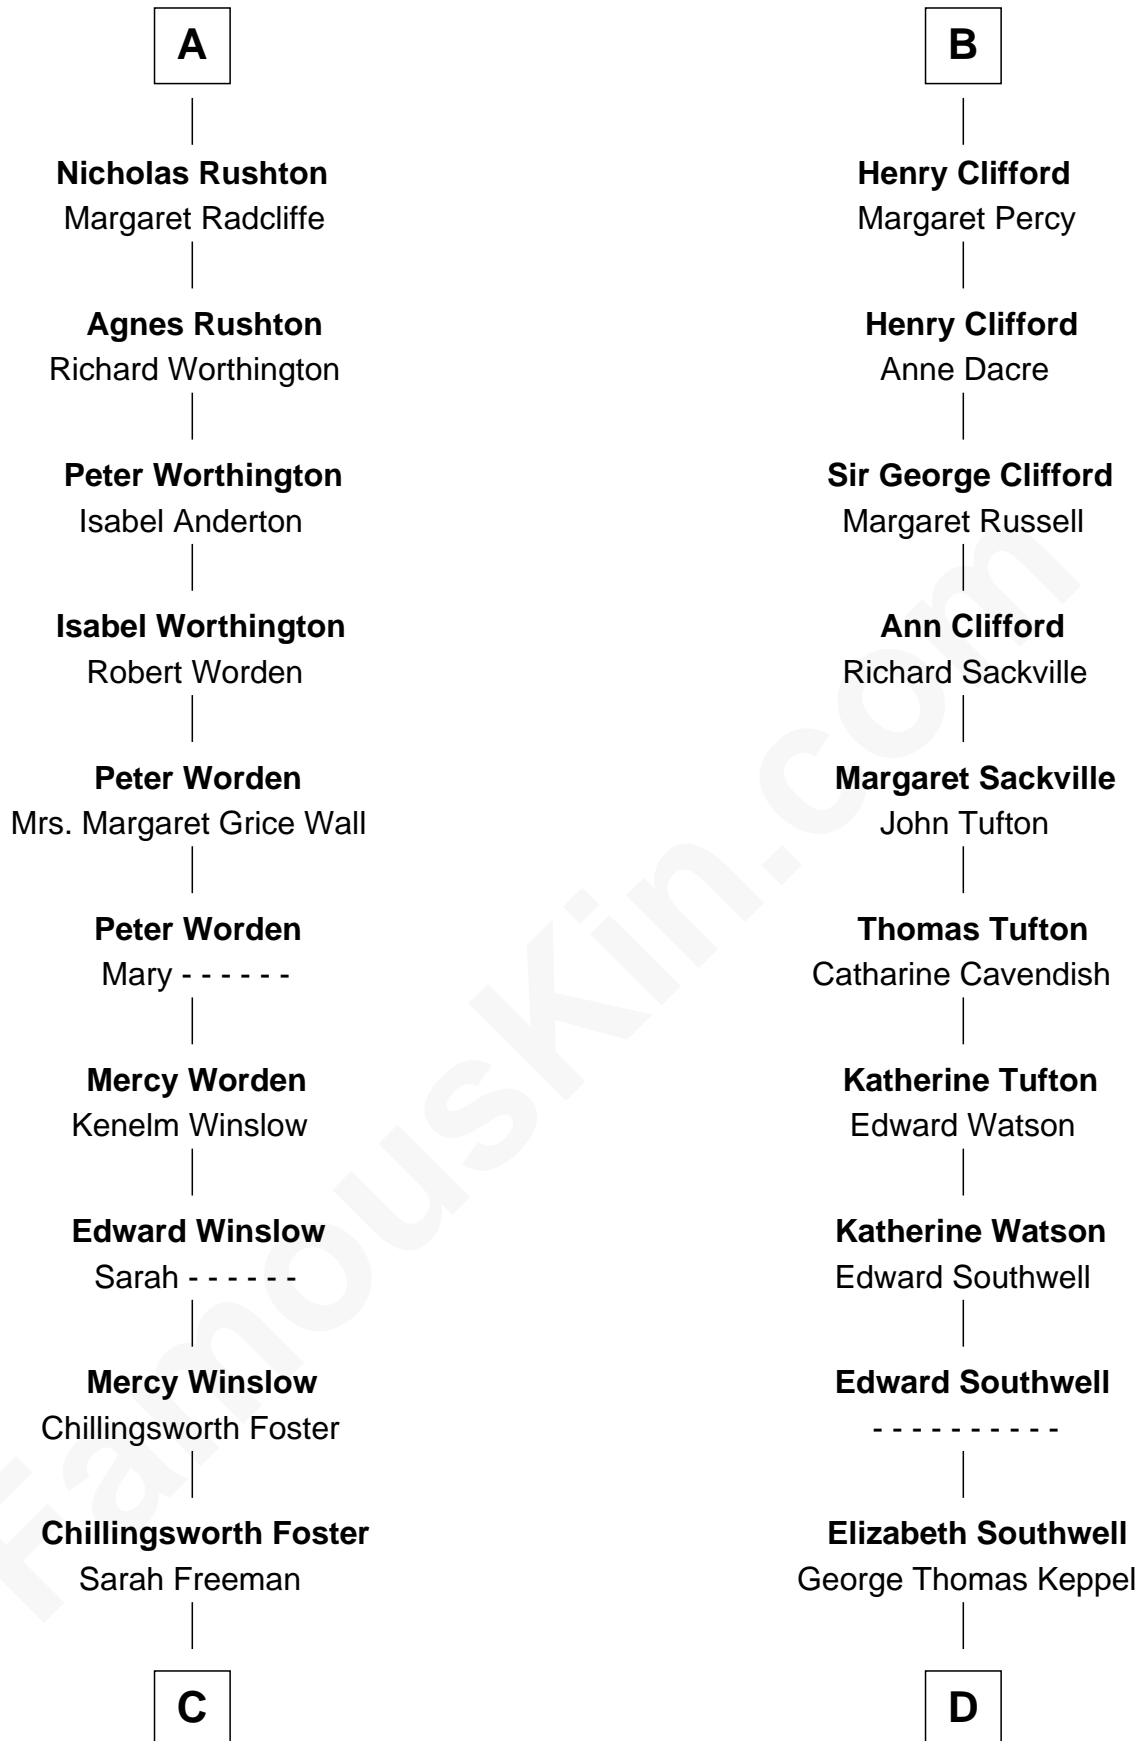 A
Nicholas Rushton
Margaret Radcliffe
Agnes Rushton
Richard Worthington
Peter Worthington
Isabel Anderton
Isabel Worthington
Robert Worden
Peter Worden
Mrs. Margaret Grice Wall
Peter Worden
Mary - - - - - -
Mercy Worden
Kenelm Winslow
Edward Winslow
Sarah - - - - - -
Mercy Winslow
Chillingsworth Foster
Chillingsworth Foster
Sarah Freeman
C
B
Henry Clifford
Margaret Percy
Henry Clifford
Anne Dacre
Sir George Clifford
Margaret Russell
Ann Clifford
Richard Sackville
Margaret Sackville
John Tufton
Thomas Tufton
Catharine Cavendish
Katherine Tufton
Edward Watson
Katherine Watson
Edward Southwell
Edward Southwell
- - - - - - - - - -
Elizabeth Southwell
George Thomas Keppel
D
FamousKin.com